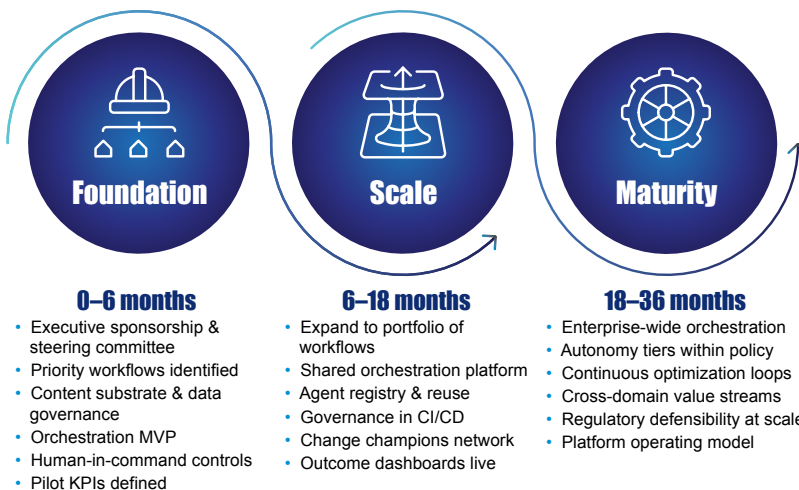 Foundation
0–6 months
• Executive sponsorship &
steering committee
• Priority workflows identified
• Content substrate & data
governance
• Orchestration MVP
• Human-in-command controls
• Pilot KPIs defined
Scale
6–18 months
• Expand to portfolio of
workflows
• Shared orchestration platform
• Agent registry & reuse
• Governance in CI/CD
• Change champions network
• Outcome dashboards live
Maturity
18–36 months
• Enterprise-wide orchestration
• Autonomy tiers within policy
• Continuous optimization loops
• Cross-domain value streams
• Regulatory defensibility at scale
• Platform operating model